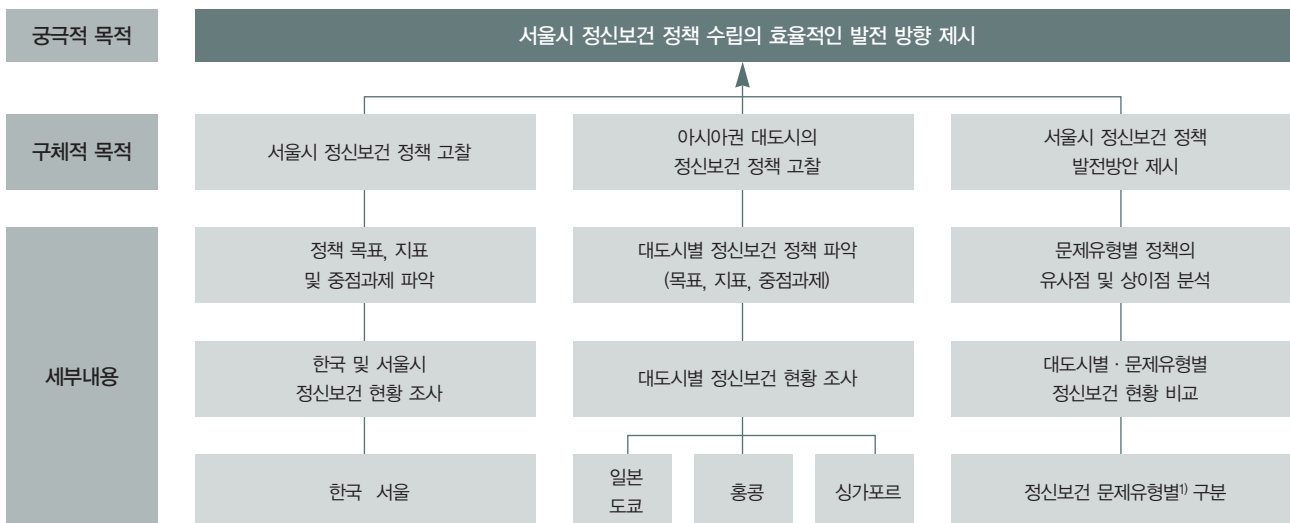 궁극적 목적
서울시 정신보건 정책 수립의 효율적인 발전 방향 제시
구체적 목적
서울시 정신보건 정책 고찰
아시아권 대도시의
정신보건 정책 고찰
서울시 정신보건 정책
발전방안 제시
세부내용
정책 목표, 지표
및 중점과제 파악
대도시별 정신보건 정책 파악
(목표, 지표, 중점과제)
문제유형별 정책의
유사점 및 상이점 분석
한국 및 서울시
정신보건 현황 조사
대도시별 정신보건 현황 조사
대도시별 · 문제유형별
정신보건 현황 비교
한국 서울
일본
도쿄
홍콩
싱가포르
정신보건 문제유형별1) 구분